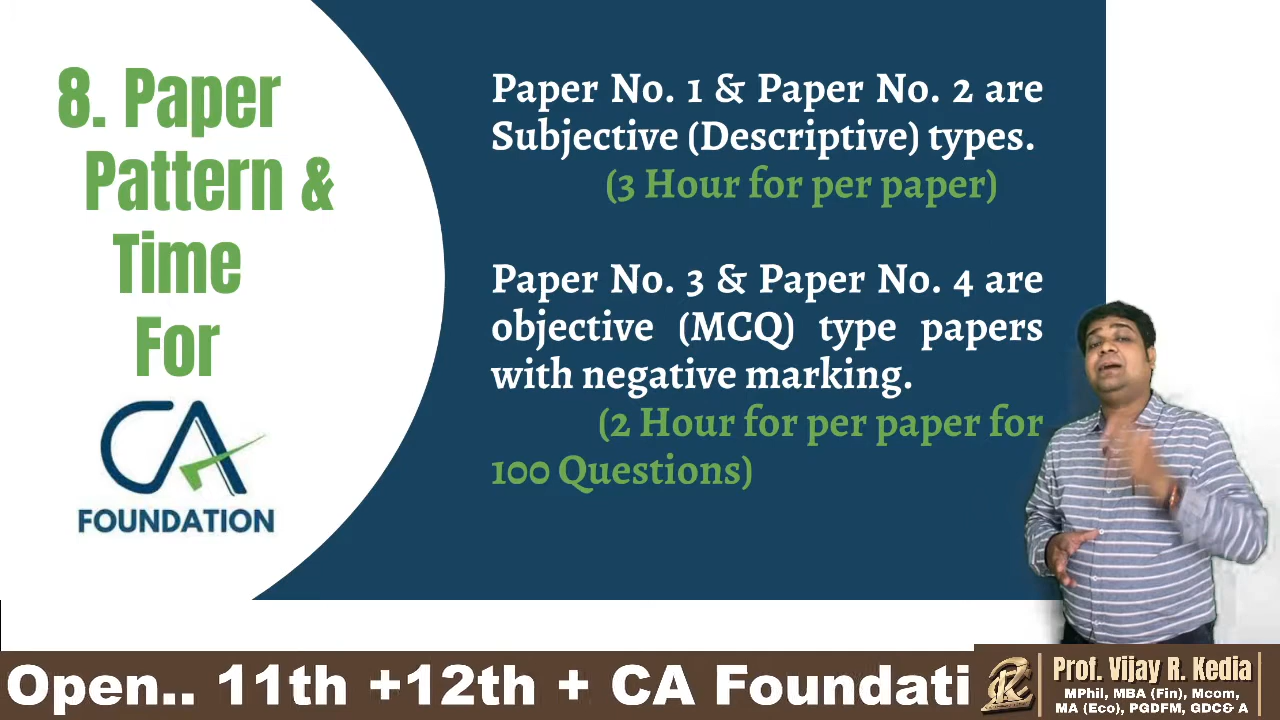 8. Paper
Pattern &
Time
For
CA
FOUNDATION
Paper No. 1 & Paper No. 2 are
Subjective (Descriptive) types.
(3 Hour for per paper)
Paper No. 3 & Paper No. 4 are
objective (MCQ) type papers
with negative marking.
(2 Hour for per paper for
100 Questions)
Open.. 11th +12th + CA Foundati
Prof. Vijay R. Kedia
MPhil, MBA (Fin), Mcom,
MA (Eco), PGDFM, GDC& A